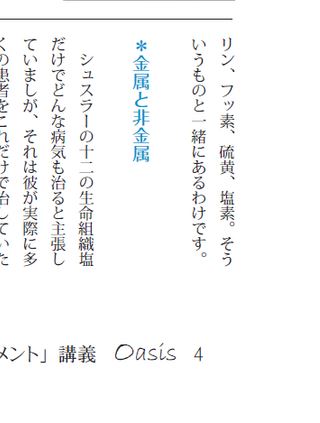 リン、フッ素、硫黄、塩素。そう
いうものと一緒にあるわけです。
＊金属と非金属
シュスラーの十二の生命組織塩
だけでどんな病気も治ると主張し
ていましが、それは彼が実際に多
くの患者をこれだけで治していた
メント」講義 Oasis 4